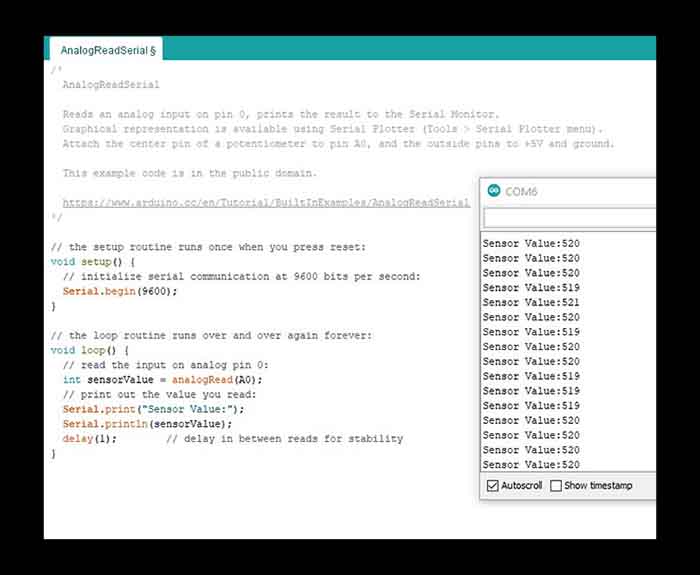 AnalogReadSerial §
/*
AnalogReadSerial
Reads an analog input on pin 0, prints the result to the Serial Monitor.
Graphical representation is available using Serial Plotter (Tools > Serial Plotter menu).
Attach the center pin of a potentiometer to pin A0, and the outside pins to +5V and ground.
This example code is in the public domain.
https://www.arduino.cc/en/Tutorial/BuiltInExamples/AnalogReadSerial
*/
// the setup routine runs once when you press reset:
void setup() {
// initialize serial communication at 9600 bits per second:
Serial.begin(9600);
}
// the loop routine runs over and over again forever:
void loop() {
// read the input on analog pin 0:
int sensorValue = analogRead(A0);
// print out the value you read:
Serial.print("Sensor Value:");
Serial.println(sensorValue);
delay(1);        // delay in between reads for stability
}
COM6
Sensor Value:520
Sensor Value:520
Sensor Value:520
Sensor Value:519
Sensor Value:521
Sensor Value:520
Sensor Value:519
Sensor Value:520
Sensor Value:520
Sensor Value:519
Sensor Value:519
Sensor Value:519
Sensor Value:520
Sensor Value:520
Sensor Value:520
Sensor Value:520
Autoscroll Show timestamp